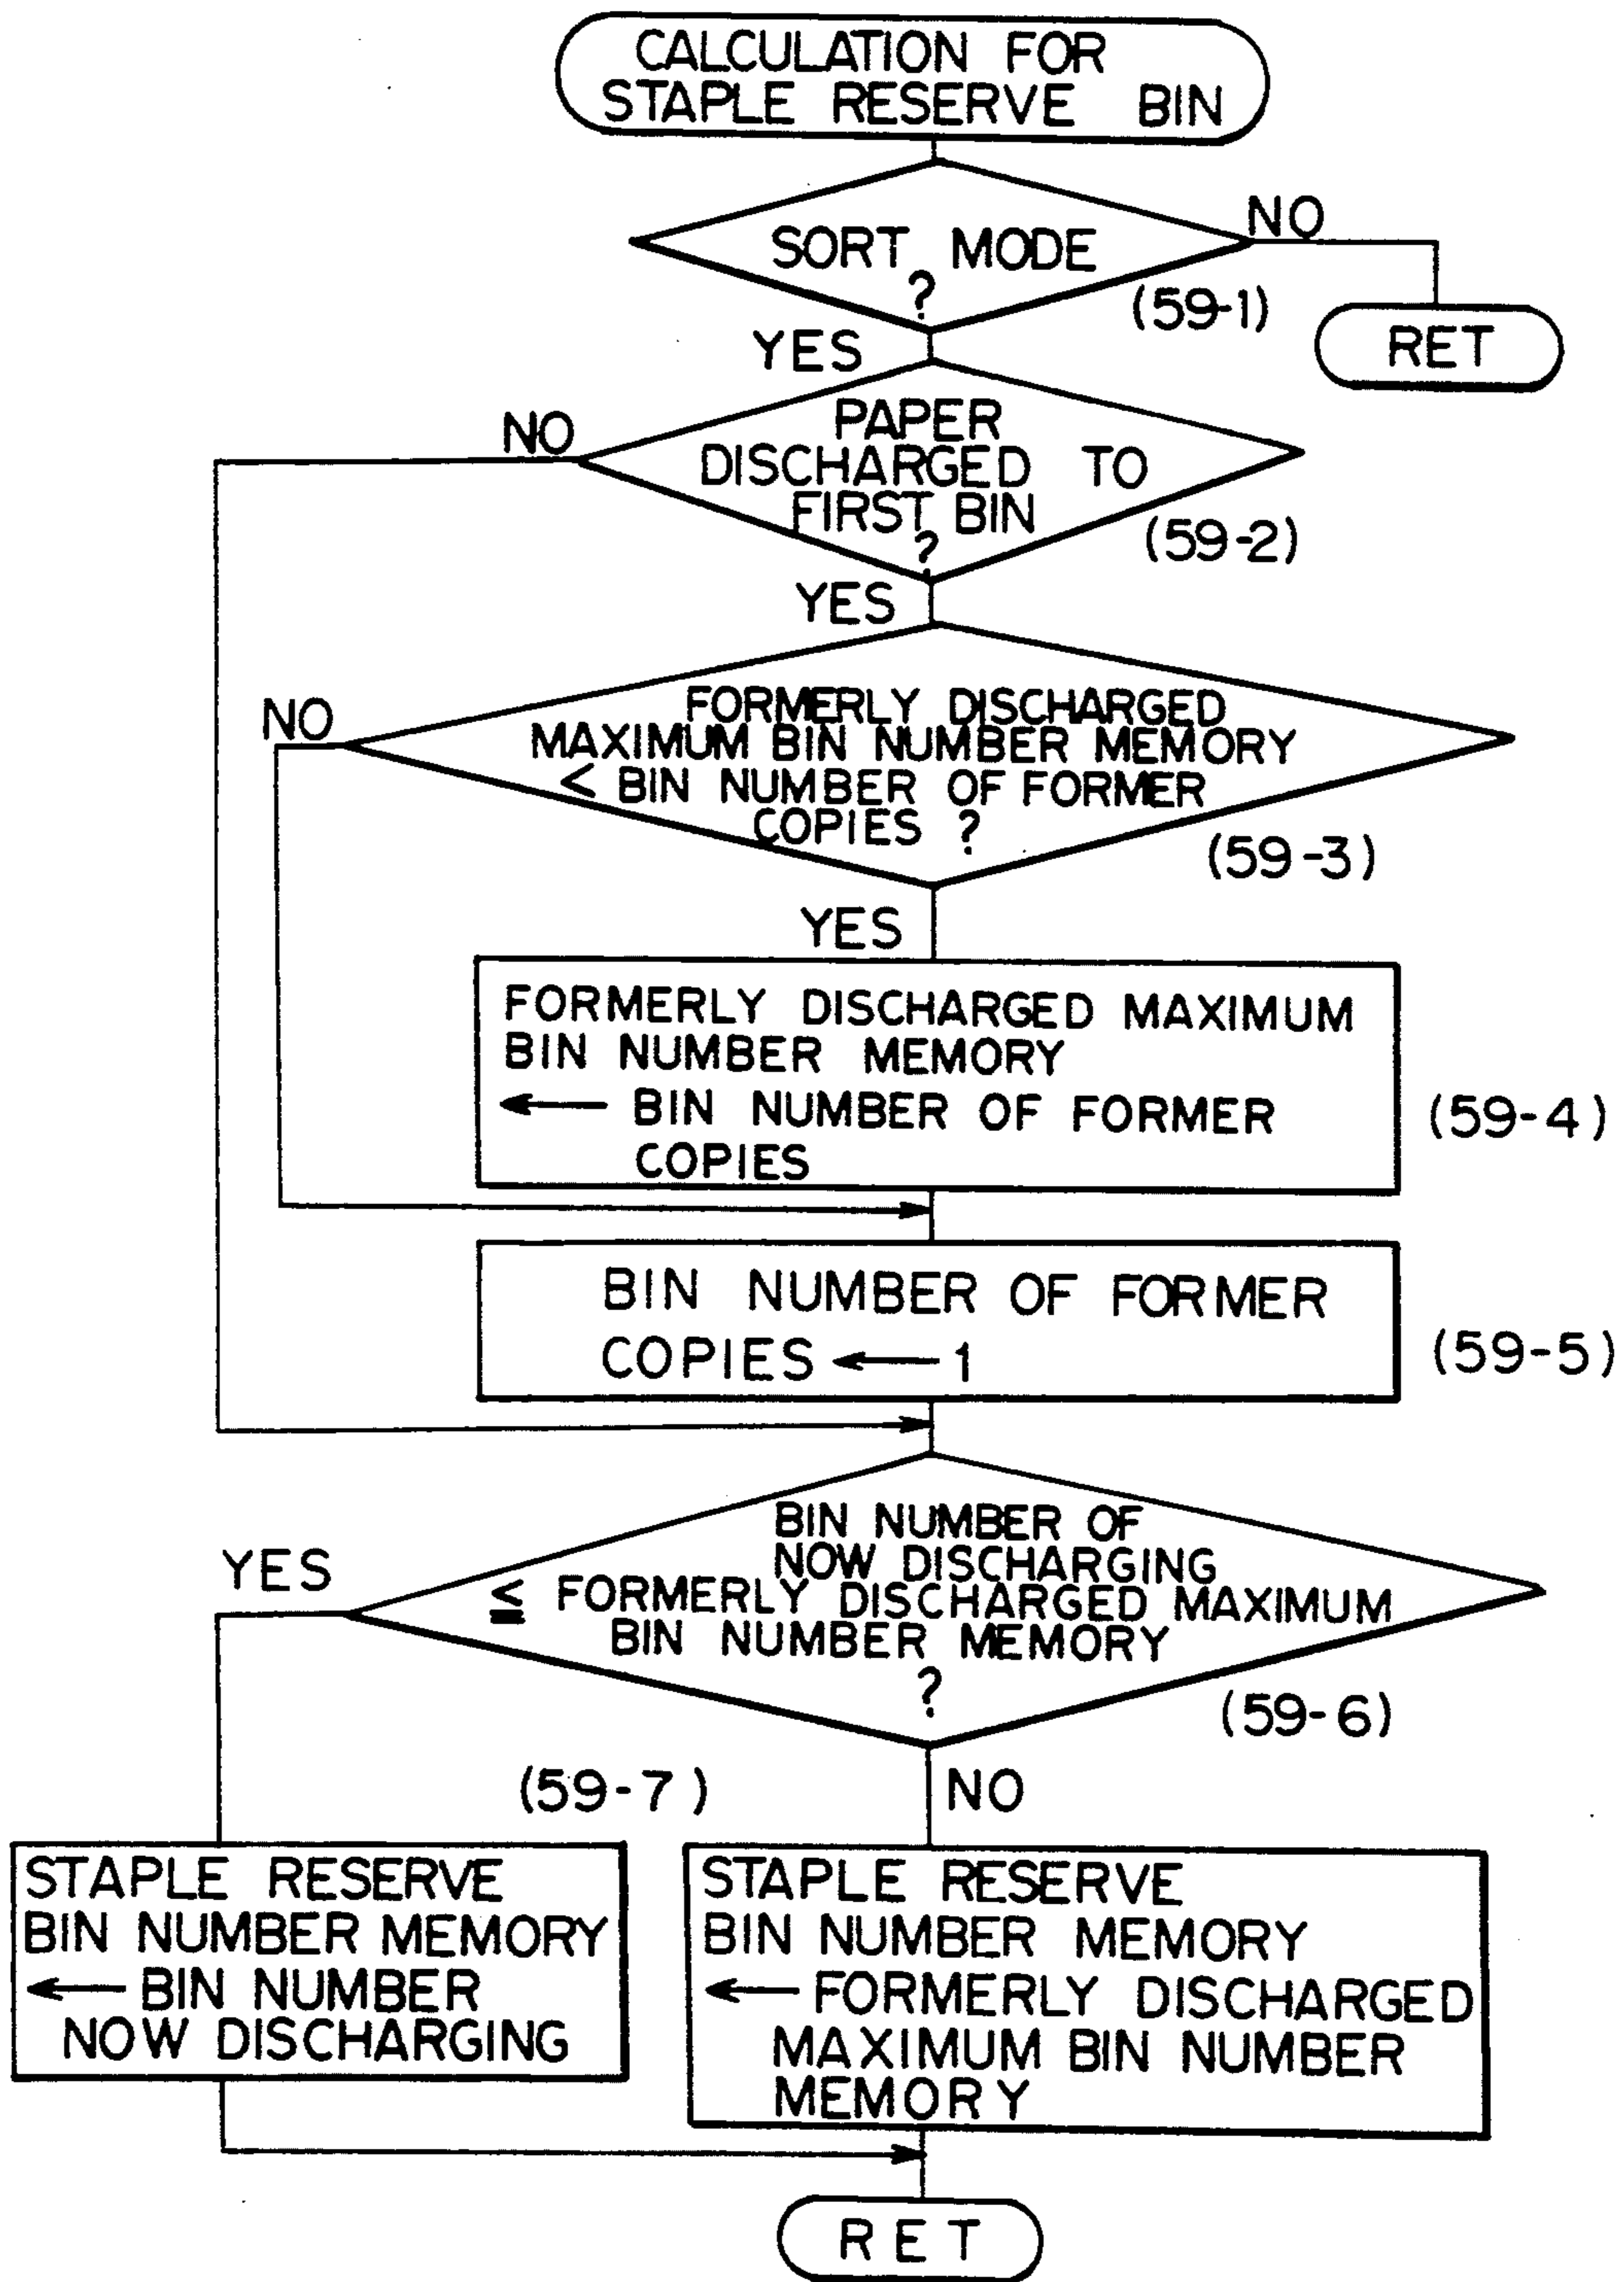 CALCULATION FOR
STAPLE RESERVE BIN
SORT MODE
?
NO
(59-1)
RET
YES
PAPER
DISCHARGED TO
FIRST BIN
?
NO
(59-2)
YES
FORMERLY DISCHARGED
MAXIMUM BIN NUMBER MEMORY
< BIN NUMBER OF FORMER
COPIES ?
NO
(59-3)
YES
FORMERLY DISCHARGED MAXIMUM
BIN NUMBER MEMORY
← BIN NUMBER OF FORMER
COPIES
(59-4)
BIN NUMBER OF FORMER
COPIES ← 1
(59-5)
BIN NUMBER OF
NOW DISCHARGING
≦ FORMERLY DISCHARGED MAXIMUM
BIN NUMBER MEMORY
?
YES
(59-6)
(59-7)
NO
STAPLE RESERVE
BIN NUMBER MEMORY
← BIN NUMBER
NOW DISCHARGING
STAPLE RESERVE
BIN NUMBER MEMORY
← FORMERLY DISCHARGED
MAXIMUM BIN NUMBER
MEMORY
RET